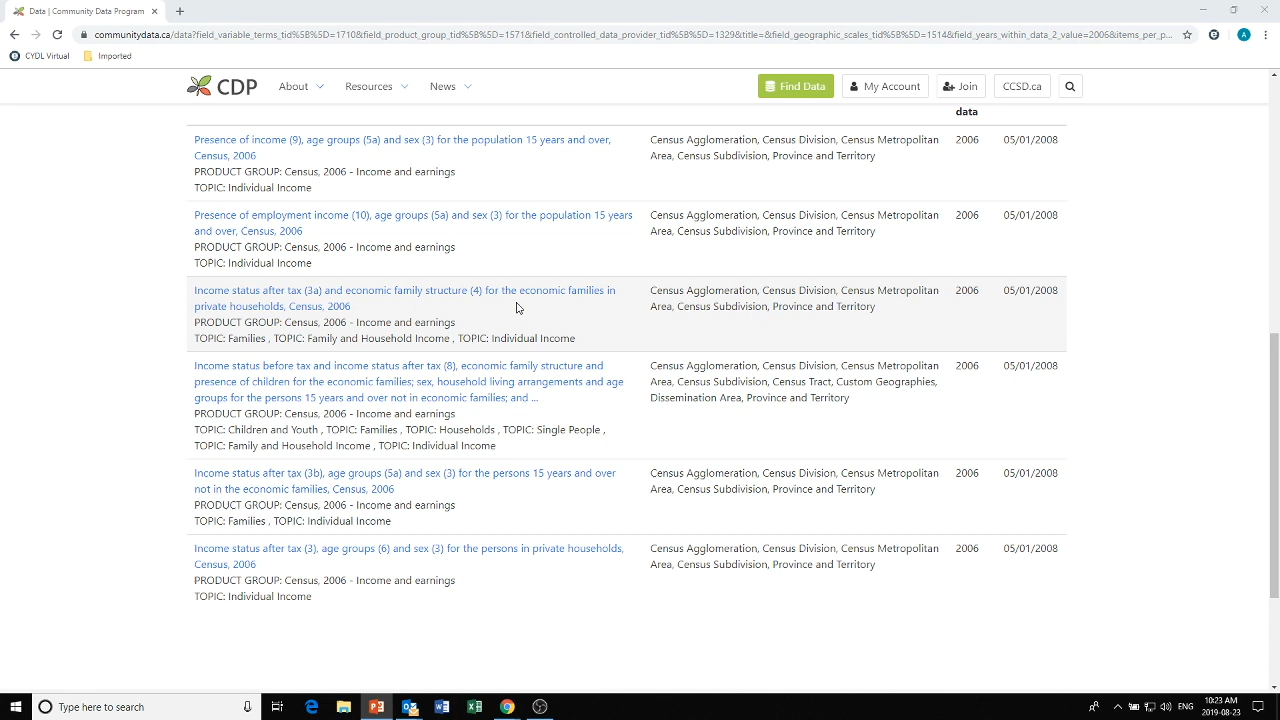 Data | Community Data Program
communitydata.ca/data?field_variable_terms_tid%5B%5D=1710&field_product_group_tid%5B%5D=1571&field_controlled_data_provider_tid%5B%5D=1329&title=&field_geographic_scales_tid%5B%5D=1514&field_years_within_data_2_value=2006&items_per_p...
CYDL Virtual Imported
CDP About Resources News Find Data My Account Join CCSD.ca
data
Presence of income (9), age groups (5a) and sex (3) for the population 15 years and over, Census Agglomeration, Census Division, Census Metropolitan 2006 05/01/2008
Census, 2006 Area, Census Subdivision, Province and Territory
PRODUCT GROUP: Census, 2006 - Income and earnings
TOPIC: Individual Income
Presence of employment income (10), age groups (5a) and sex (3) for the population 15 years Census Agglomeration, Census Division, Census Metropolitan 2006 05/01/2008
and over, Census, 2006 Area, Census Subdivision, Province and Territory
PRODUCT GROUP: Census, 2006 - Income and earnings
TOPIC: Individual Income
Income status after tax (3a) and economic family structure (4) for the economic families in Census Agglomeration, Census Division, Census Metropolitan 2006 05/01/2008
private households, Census, 2006 Area, Census Subdivision, Province and Territory
PRODUCT GROUP: Census, 2006 - Income and earnings
TOPIC: Families , TOPIC: Family and Household Income , TOPIC: Individual Income
Income status before tax and income status after tax (8), economic family structure and Census Agglomeration, Census Division, Census Metropolitan 2006 05/01/2008
presence of children for the economic families; sex, household living arrangements and age Area, Census Subdivision, Census Tract, Custom Geographies,
groups for the persons 15 years and over not in economic families; and ... Dissemination Area, Province and Territory
PRODUCT GROUP: Census, 2006 - Income and earnings
TOPIC: Children and Youth , TOPIC: Families , TOPIC: Households , TOPIC: Single People ,
TOPIC: Family and Household Income , TOPIC: Individual Income
Income status after tax (3b), age groups (5a) and sex (3) for the persons 15 years and over Census Agglomeration, Census Division, Census Metropolitan 2006 05/01/2008
not in the economic families, Census, 2006 Area, Census Subdivision, Province and Territory
PRODUCT GROUP: Census, 2006 - Income and earnings
TOPIC: Families , TOPIC: Individual Income
Income status after tax (3), age groups (6) and sex (3) for the persons in private households, Census Agglomeration, Census Division, Census Metropolitan 2006 05/01/2008
Census, 2006 Area, Census Subdivision, Province and Territory
PRODUCT GROUP: Census, 2006 - Income and earnings
TOPIC: Individual Income
Type here to search ENG 10:23 AM
2019-08-23